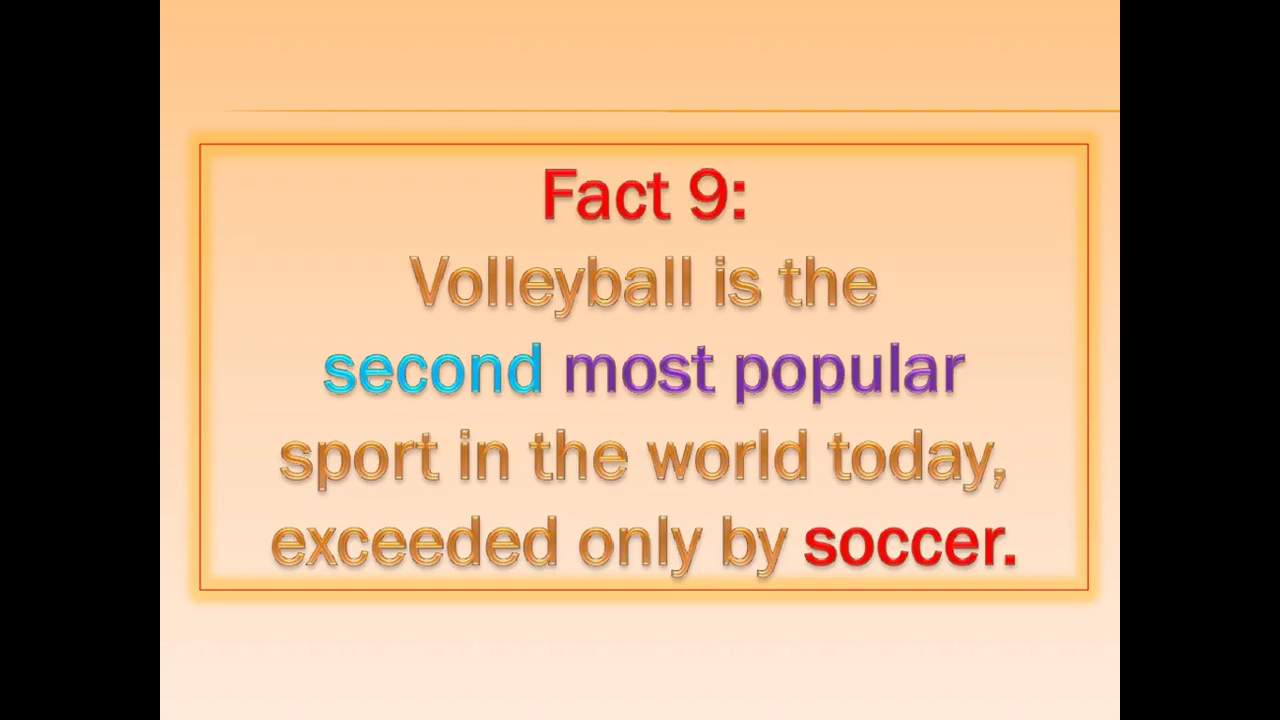 Fact 9:
Volleyball is the
second most popular
sport in the world today,
exceeded only by soccer.